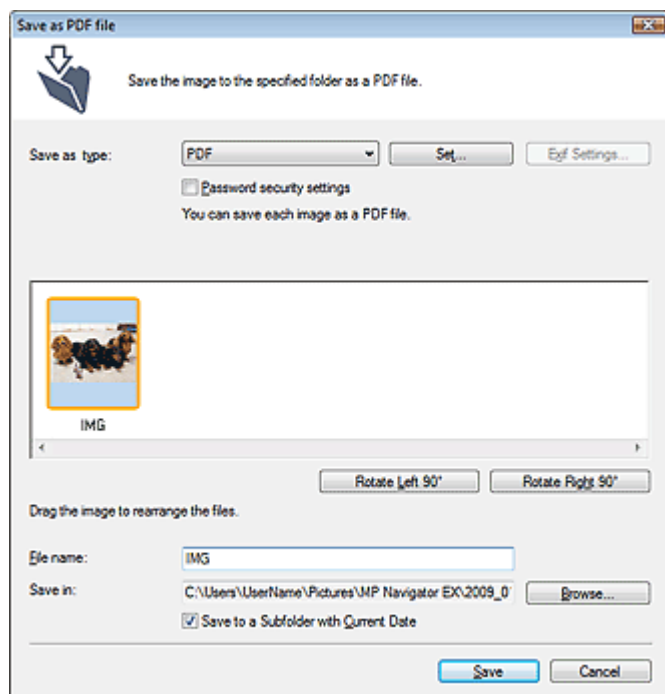 Save as PDF file
Save the image to the specified folder as a PDF file.
Save as type: PDF Set... Exif Settings...
Password security settings
You can save each image as a PDF file.
IMG
Rotate Left 90° Rotate Right 90°
Drag the image to rearrange the files.
File name: IMG
Save in: C:\Users\UserName\Pictures\MP Navigator EX\2009_0 Browse...
Save to a Subfolder with Current Date
Save Cancel